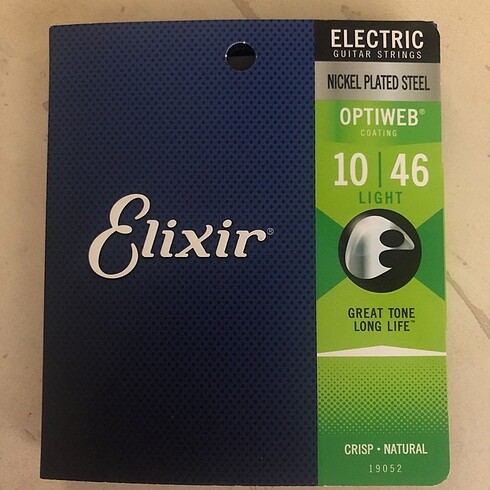 Elixir®
ELECTRIC
GUITAR STRINGS
NICKEL PLATED STEEL
OPTIWEB®
COATING
10 | 46
LIGHT
GREAT TONE
LONG LIFE™
CRISP • NATURAL
19052